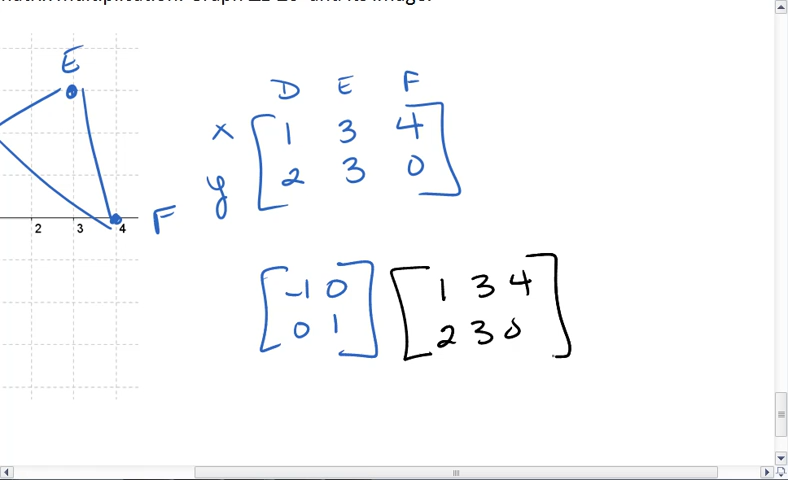 E
D E F
x 1 3 4
y 2 3 0
F
2 3 4
-1 0 1 3 4
0 1 2 3 0